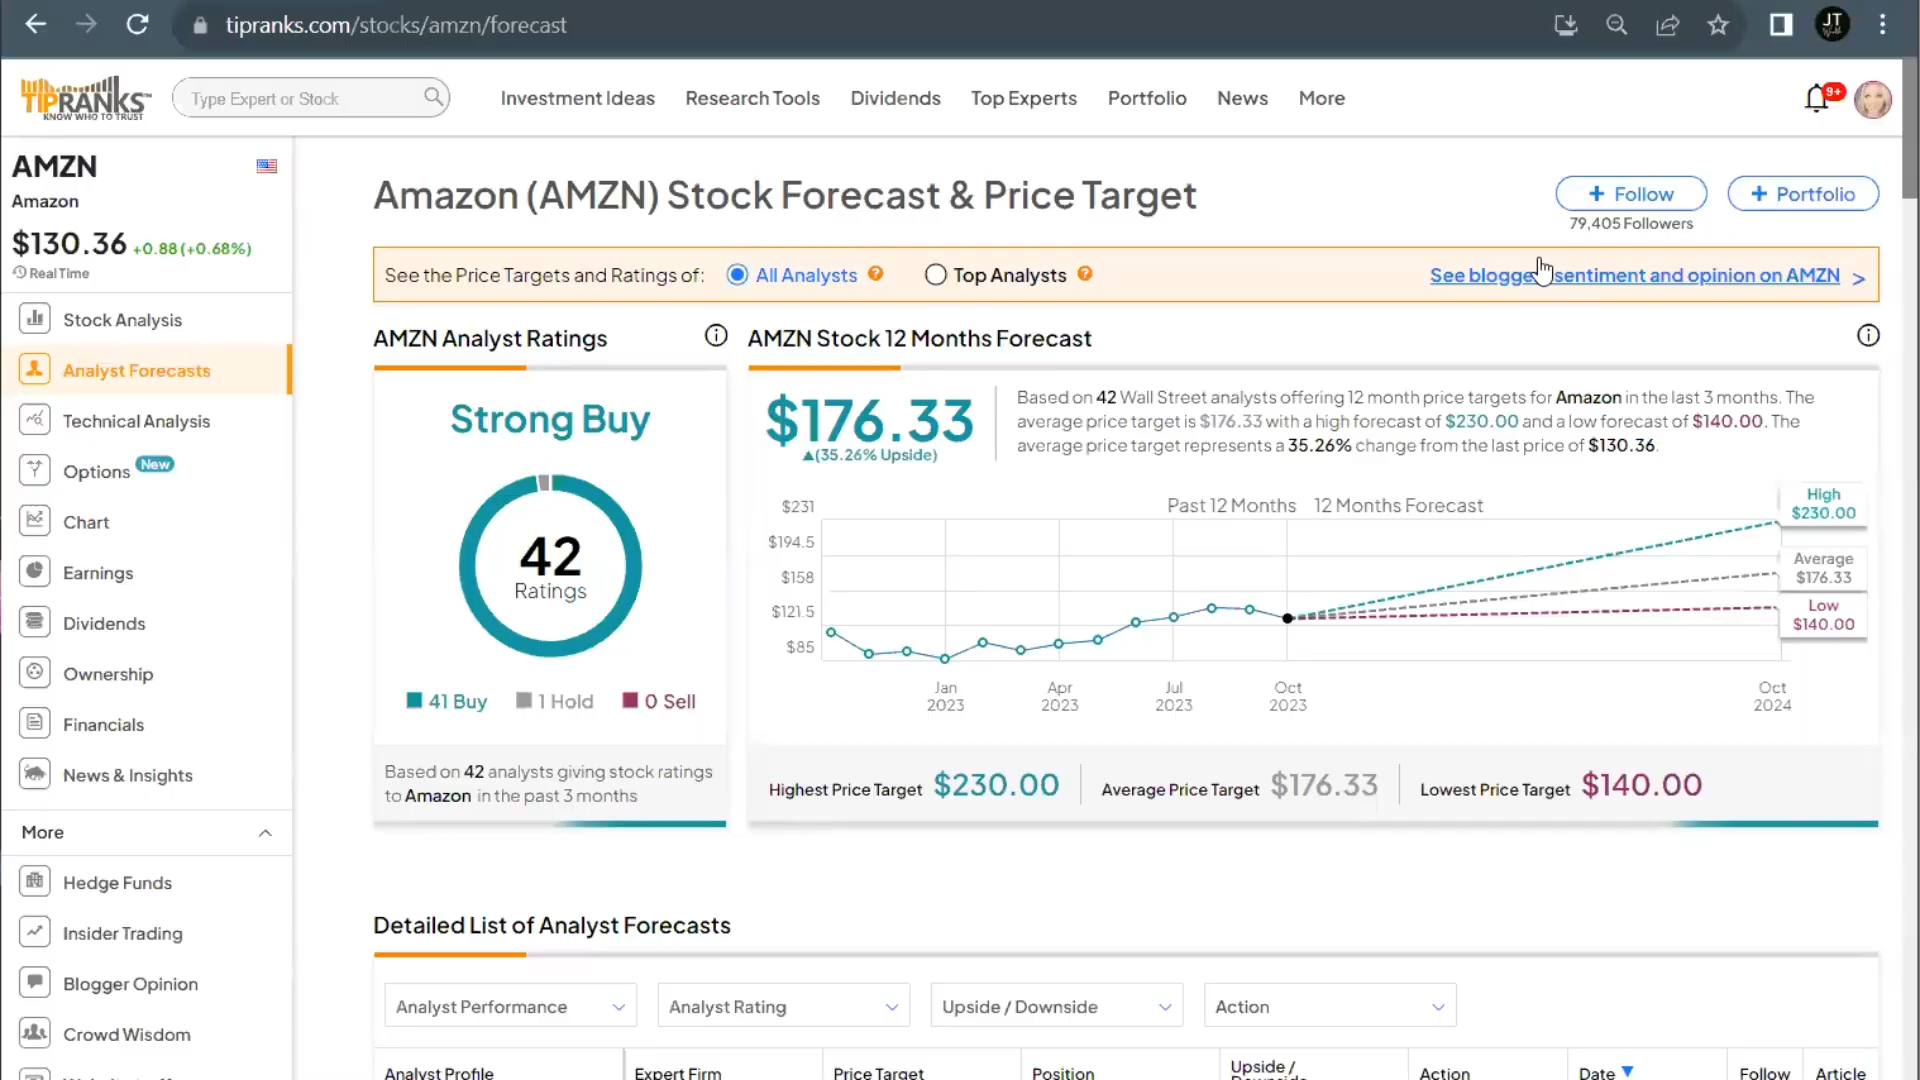 tipranks.com/stocks/amzn/forecast
JT
TIPRANKS™
KNOW WHO TO TRUST
Type Expert or Stock
Investment Ideas
Research Tools
Dividends
Top Experts
Portfolio
News
More
9+
AMZN
Amazon
$130.36 +0.88 (+0.68%)
Real Time
Stock Analysis
Analyst Forecasts
Technical Analysis
Options New
Chart
Earnings
Dividends
Ownership
Financials
News & Insights
More
Hedge Funds
Insider Trading
Blogger Opinion
Crowd Wisdom
Amazon (AMZN) Stock Forecast & Price Target
+ Follow
+ Portfolio
79,405 Followers
See the Price Targets and Ratings of:
All Analysts ?
Top Analysts ?
See blogge sentiment and opinion on AMZN >
AMZN Analyst Ratings
Strong Buy
42
Ratings
41 Buy
1 Hold
0 Sell
Based on 42 analysts giving stock ratings
to Amazon in the past 3 months
AMZN Stock 12 Months Forecast
$176.33
▲(35.26% Upside)
Based on 42 Wall Street analysts offering 12 month price targets for Amazon in the last 3 months. The
average price target is $176.33 with a high forecast of $230.00 and a low forecast of $140.00. The
average price target represents a 35.26% change from the last price of $130.36.
Past 12 Months
12 Months Forecast
$231
$194.5
$158
$121.5
$85
High
$230.00
Average
$176.33
Low
$140.00
Jan
2023
Apr
2023
Jul
2023
Oct
2023
Oct
2024
Highest Price Target $230.00
Average Price Target $176.33
Lowest Price Target $140.00
Detailed List of Analyst Forecasts
Analyst Performance
Analyst Rating
Upside / Downside
Action
Analyst Profile
Expert Firm
Price Target
Position
Upside /
Action
Date
Follow
Article